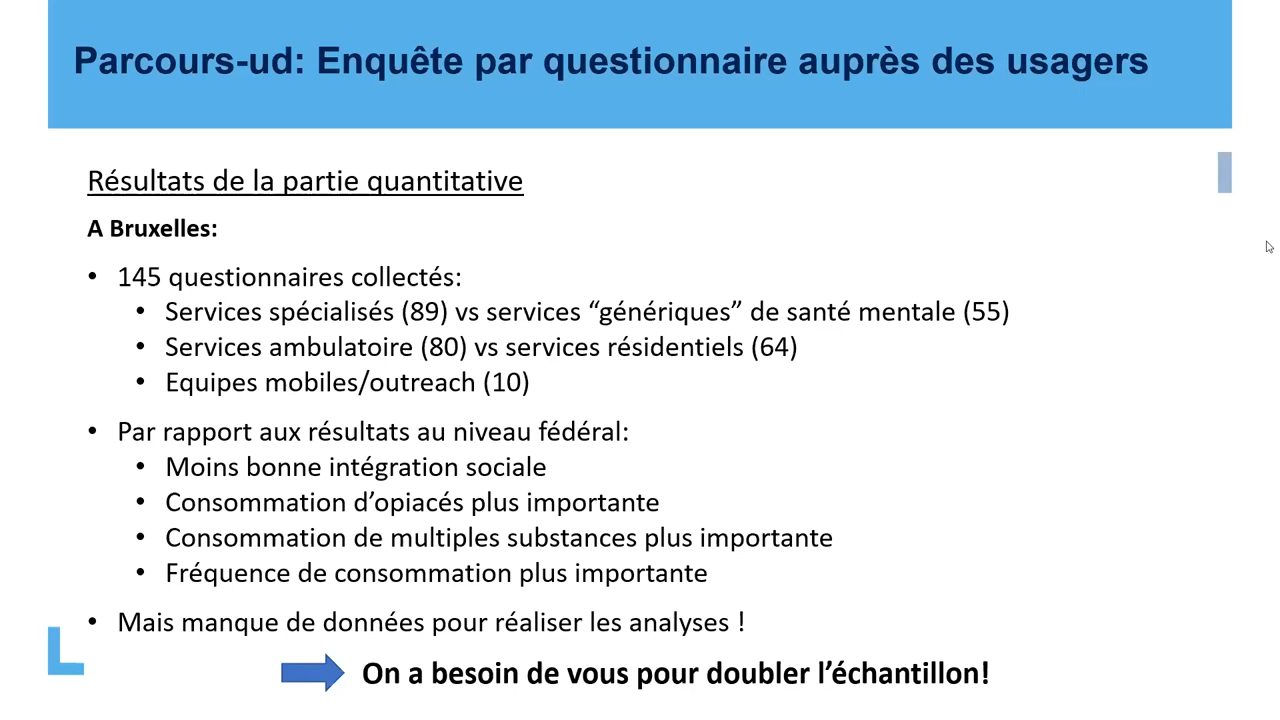 Parcours-ud: Enquête par questionnaire auprès des usagers
Résultats de la partie quantitative
A Bruxelles:
• 145 questionnaires collectés:
• Services spécialisés (89) vs services “génériques” de santé mentale (55)
• Services ambulatoire (80) vs services résidentiels (64)
• Equipes mobiles/outreach (10)
• Par rapport aux résultats au niveau fédéral:
• Moins bonne intégration sociale
• Consommation d’opiacés plus importante
• Consommation de multiples substances plus importante
• Fréquence de consommation plus importante
• Mais manque de données pour réaliser les analyses !
On a besoin de vous pour doubler l’échantillon!